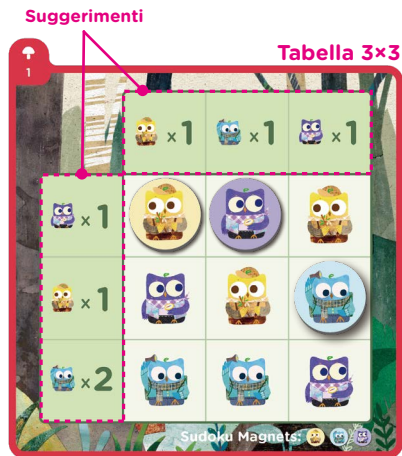 Suggerimenti
Tabella 3×3
1
×1 ×1 ×1
×1
×1
×2
Sudoku Magnets: